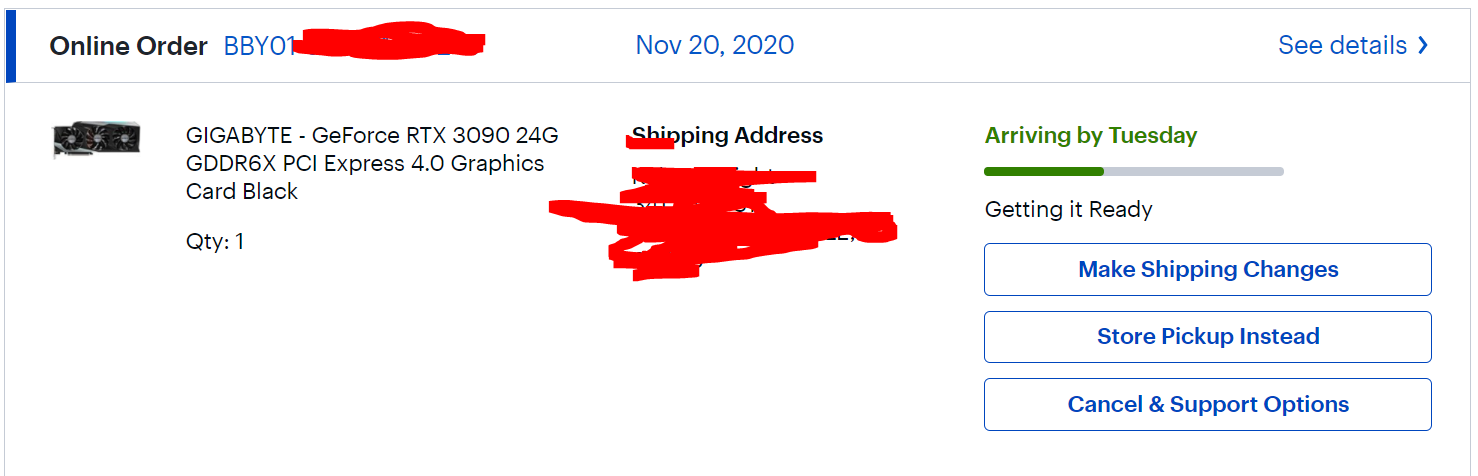 Online Order BBY01
Nov 20, 2020
See details
GIGABYTE - GeForce RTX 3090 24G
GDDR6X PCI Express 4.0 Graphics
Card Black
Qty: 1
Shipping Address
Arriving by Tuesday
Getting it Ready
Make Shipping Changes
Store Pickup Instead
Cancel & Support Options